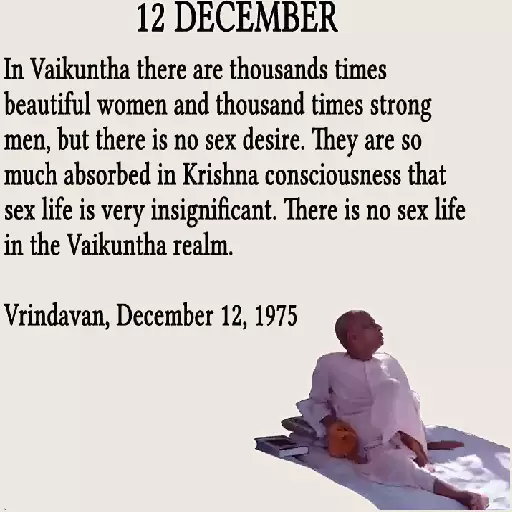 12 DECEMBER
In Vaikuntha there are thousands times
beautiful women and thousand times strong
men, but there is no sex desire. They are so
much absorbed in Krishna consciousness that
sex life is very insignificant. There is no sex life
in the Vaikuntha realm.
Vrindavan, December 12, 1975